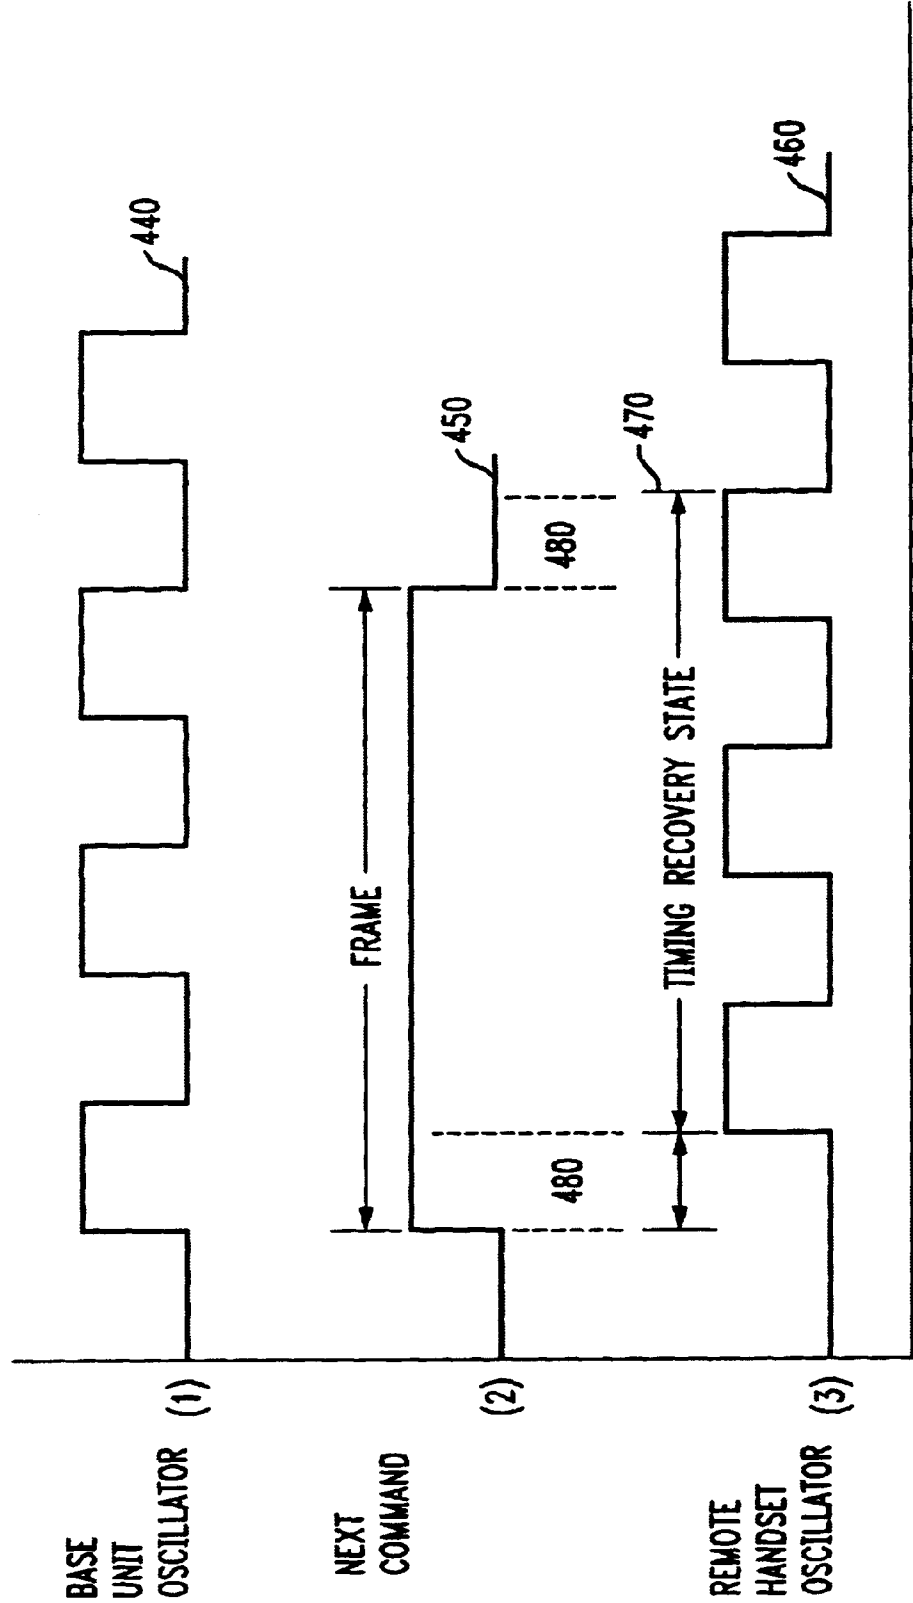 BASE
UNIT
OSCILLATOR (1)
440
NEXT
COMMAND (2)
FRAME
450
480
480
TIMING RECOVERY STATE
470
REMOTE
HANDSET
OSCILLATOR (3)
460